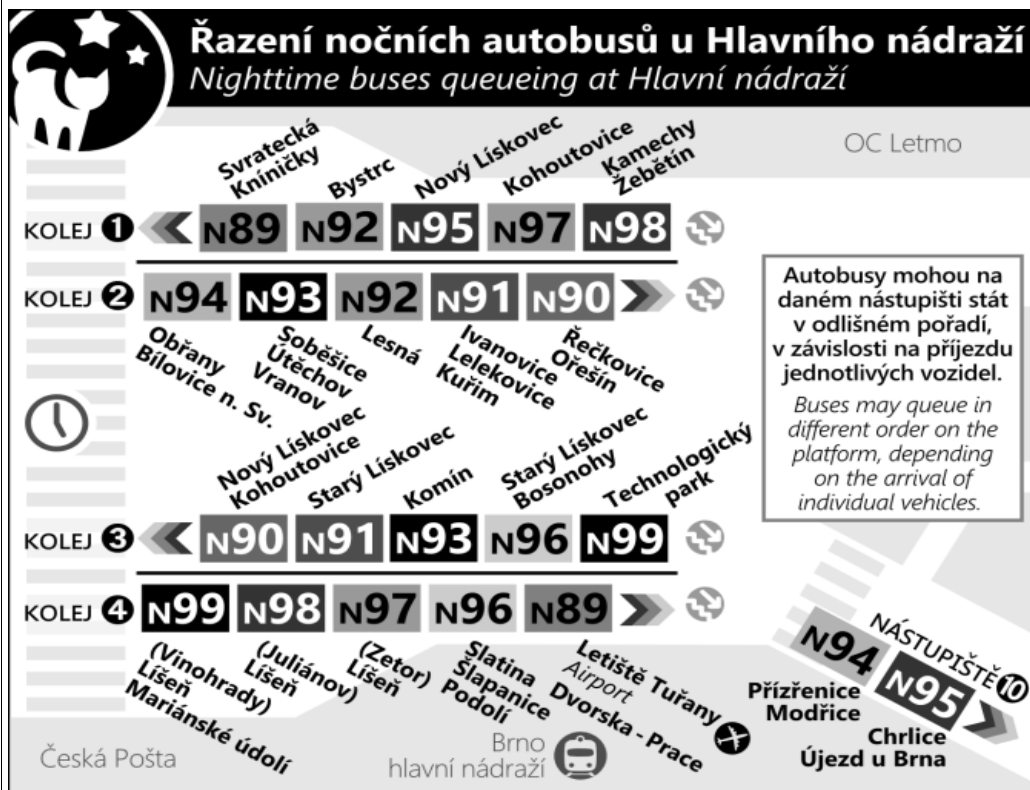 Řazení nočních autobusů u Hlavního nádraží
Nighttime buses queueing at Hlavní nádraží
OC Letmo
Svratecká
Kníničky
Bystrc
Nový Lískovec
Kohoutovice
Kamechy
Žebětín
KOLEJ 1 N89 N92 N95 N97 N98
KOLEJ 2 N94 N93 N92 N91 N90
Obřany
Bílovice n. Sv.
Soběšice
Útěchov
Vranov
Lesná
Ivanovice
Lelekovice
Kuřim
Řečkovice
Ořešín
Autobusy mohou na
daném nástupišti stát
v odlišném pořadí,
v závislosti na příjezdu
jednotlivých vozidel.
Buses may queue in
different order on the
platform, depending
on the arrival of
individual vehicles.
Nový Lískovec
Kohoutovice
Starý Lískovec
Komín
Starý Lískovec
Bosonohy
Technologický
park
KOLEJ 3 N90 N91 N93 N96 N99
KOLEJ 4 N99 N98 N97 N96 N89
(Vinohrady)
Líšeň
Mariánské údolí
(Juliánov)
Líšeň
(Zetor)
Líšeň
Slatina
Šlapanice
Podolí
Letiště Tuřany
Airport
Dvorska - Prace
NÁSTUPIŠTĚ 10
N94 N95
Přízřenice
Modřice
Chrlice
Újezd u Brna
Česká Pošta
Brno
hlavní nádraží